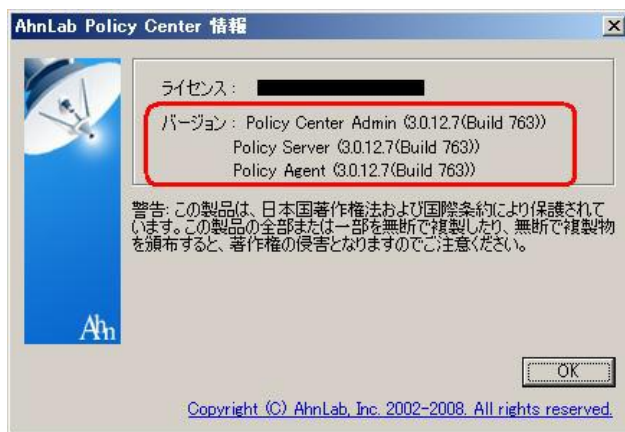 AhnLab Policy Center 情報
ライセンス：
バージョン： Policy Center Admin (3.0.12.7(Build 763))
Policy Server (3.0.12.7(Build 763))
Policy Agent (3.0.12.7(Build 763))
警告: この製品は、日本国著作権法および国際条約により保護されて
います。この製品の全部または一部を無断で複製したり、無断で複製物
を頒布すると、著作権の侵害となりますのでご注意ください。
Ahn
OK
Copyright (C) AhnLab, Inc. 2002-2008. All rights reserved.